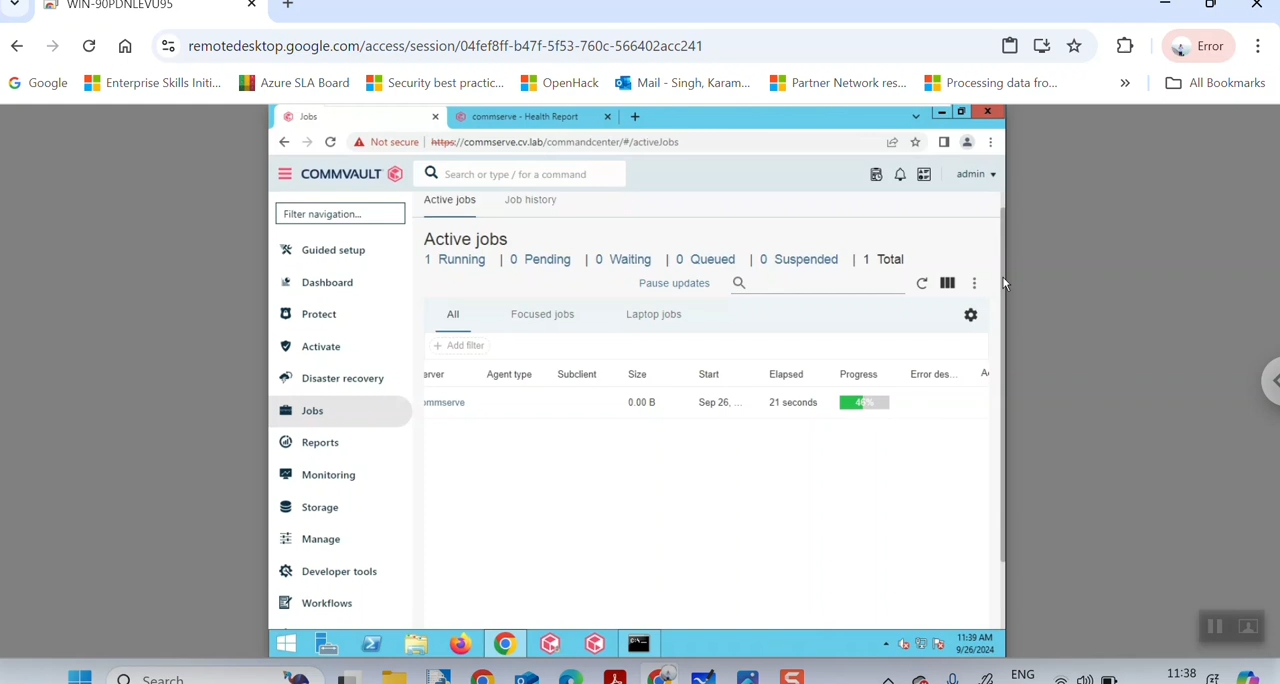 WIN-90PDNLEVU95
remotedesktop.google.com/access/session/04fef8ff-b47f-5f53-760c-566402acc241
Error
Google
Enterprise Skills Initi...
Azure SLA Board
Security best practic...
OpenHack
Mail - Singh, Karam...
Partner Network res...
Processing data fro...
»
All Bookmarks
Jobs
commserve - Health Report
Not secure
https://commserve.cv.lab/commandcenter/#/activeJobs
COMMVAULT
Search or type / for a command
admin
Filter navigation...
Guided setup
Dashboard
Protect
Activate
Disaster recovery
Jobs
Reports
Monitoring
Storage
Manage
Developer tools
Workflows
Active jobs
Job history
Active jobs
1 Running | 0 Pending | 0 Waiting | 0 Queued | 0 Suspended | 1 Total
Pause updates
All
Focused jobs
Laptop jobs
+ Add filter
erver Agent type Subclient Size Start Elapsed Progress Error des... A
ommserve 0.00 B Sep 26, ... 21 seconds 46%
11:39 AM
9/26/2024
Search
ENG
11:38